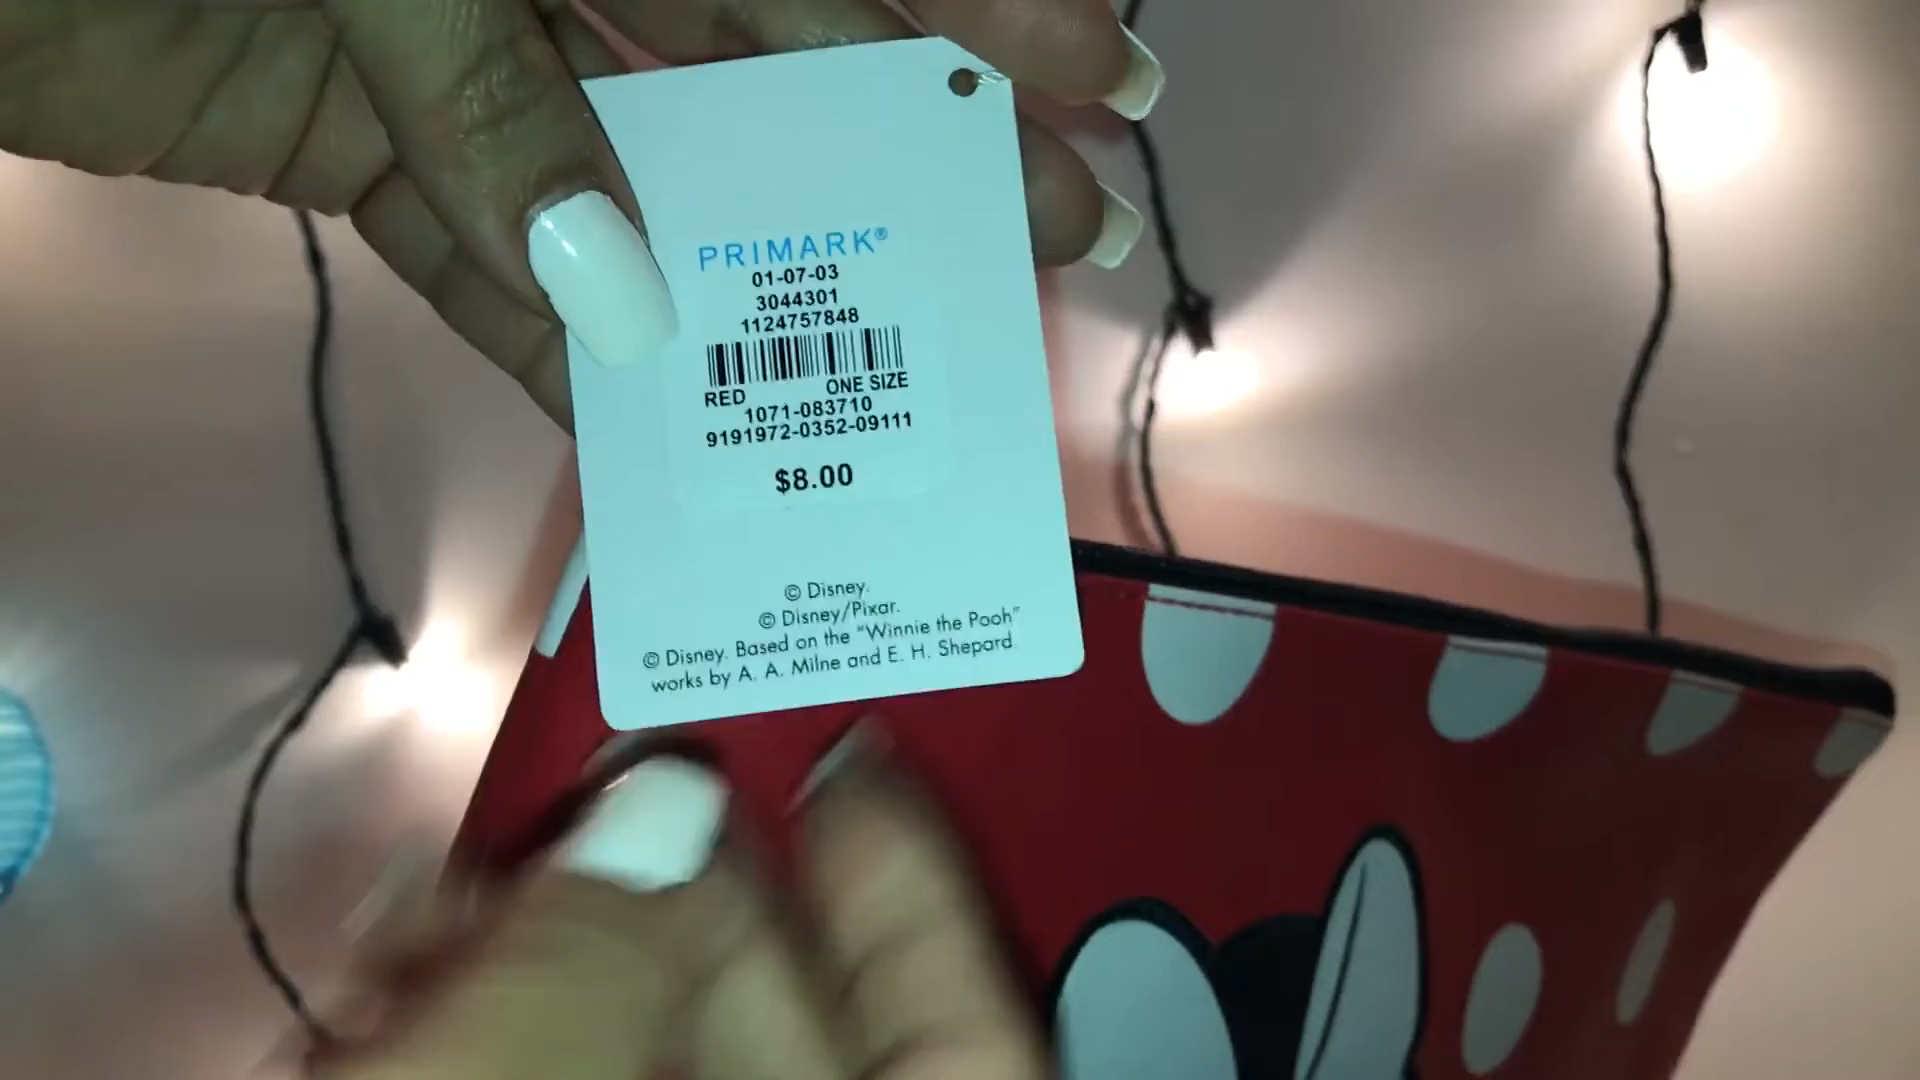 PRIMARK®
01-07-03
3044301
1124757848
RED ONE SIZE
1071-083710
9191972-0352-09111
$8.00
© Disney.
© Disney/Pixar.
© Disney. Based on the "Winnie the Pooh"
works by A. A. Milne and E. H. Shepard.